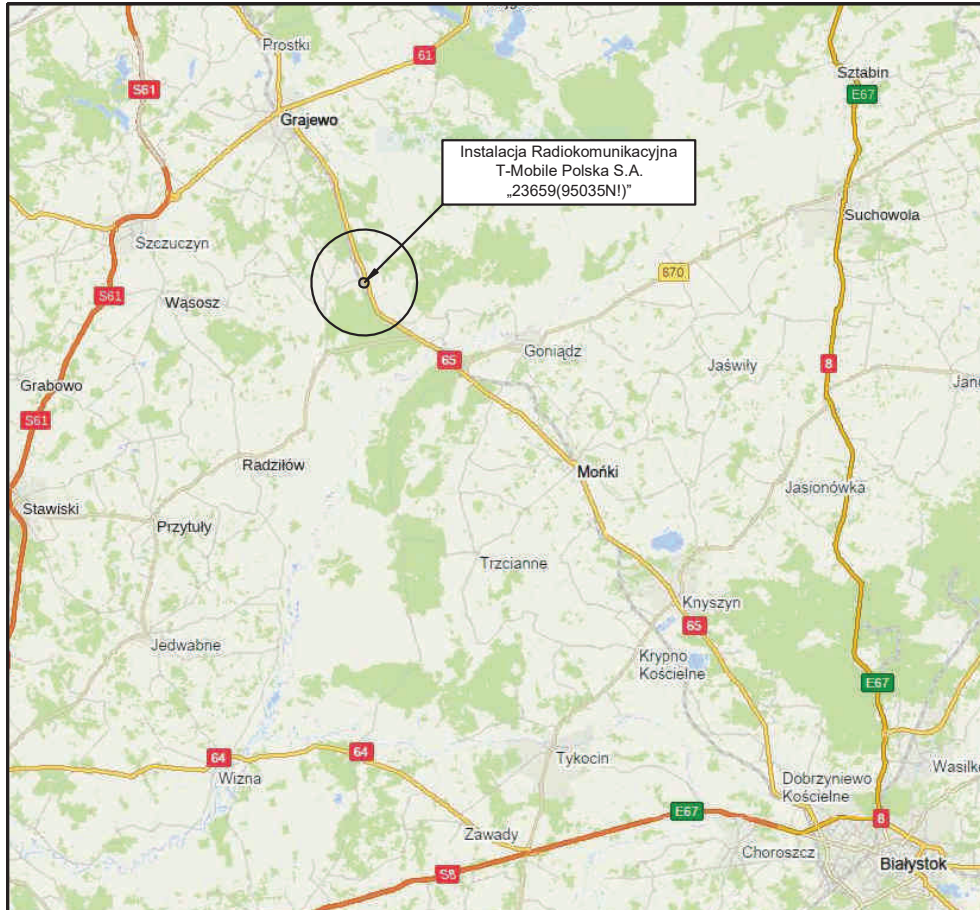 Prostki
61
S61
Sztabin
E67
Grajewo
Instalacja Radiokomunikacyjna
T-Mobile Polska S.A.
„23659(95035N!)”
Suchowola
Szczuczyn
670
S61
Wąsosz
Goniądz
65
Jaświły
8
Grabowo
S61
Radziłów
Mońki
Jasionówka
Stawiski
Przytuły
Trzcianne
Knyszyn
65
Jedwabne
Krypno
Kościelne
E67
64
64
Wizna
Tykocin
Wasilk
Dobrzyniewo
Kościelne
E67
8
Zawady
Choroszcz
Białystok
S8